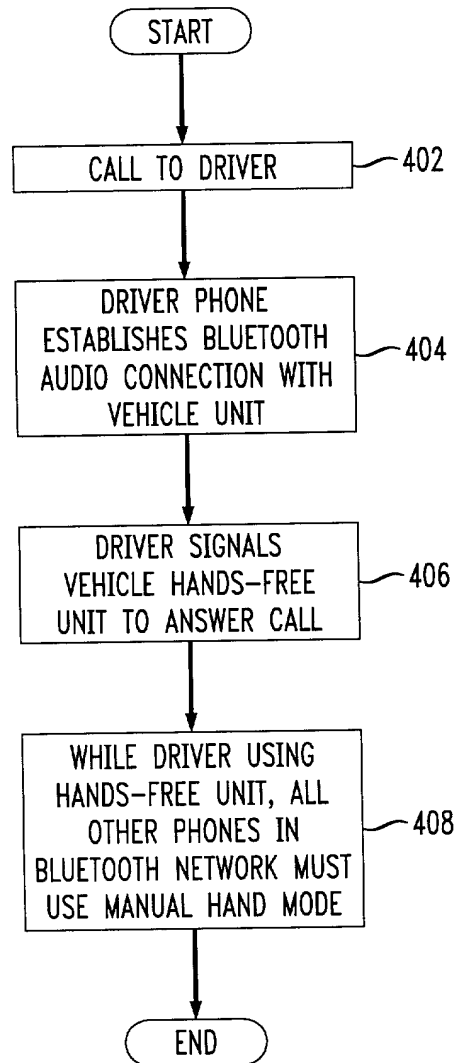 START
CALL TO DRIVER
402
DRIVER PHONE
ESTABLISHES BLUETOOTH
AUDIO CONNECTION WITH
VEHICLE UNIT
404
DRIVER SIGNALS
VEHICLE HANDS-FREE
UNIT TO ANSWER CALL
406
WHILE DRIVER USING
HANDS-FREE UNIT, ALL
OTHER PHONES IN
BLUETOOTH NETWORK MUST
USE MANUAL HAND MODE
408
END